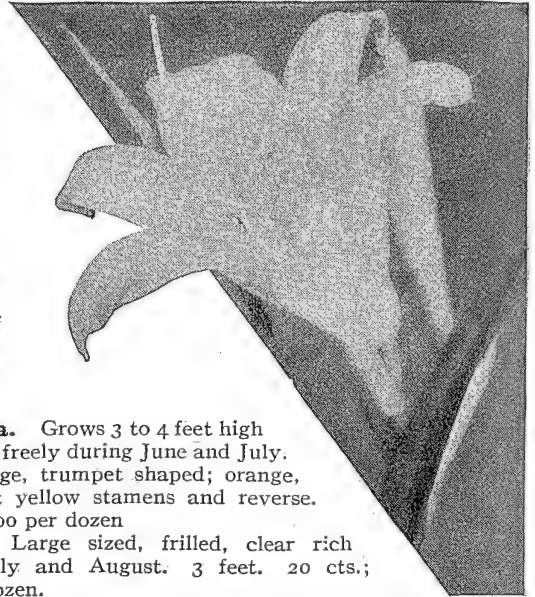 a. Grows 3 to 4 feet high
freely during June and July.
ge, trumpet shaped; orange,
yellow stamens and reverse.
00 per dozen
Large sized, frilled, clear rich
ly and August. 3 feet. 20 cts.;
ozen.